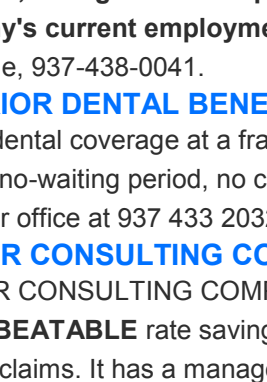 y's current employme
e, 937-438-0041.
IOR DENTAL BENE
dental coverage at a fra
no-waiting period, no c
r office at 937 433 203
R CONSULTING CO
R CONSULTING COM
BEATABLE rate saving
claims. It has a manage